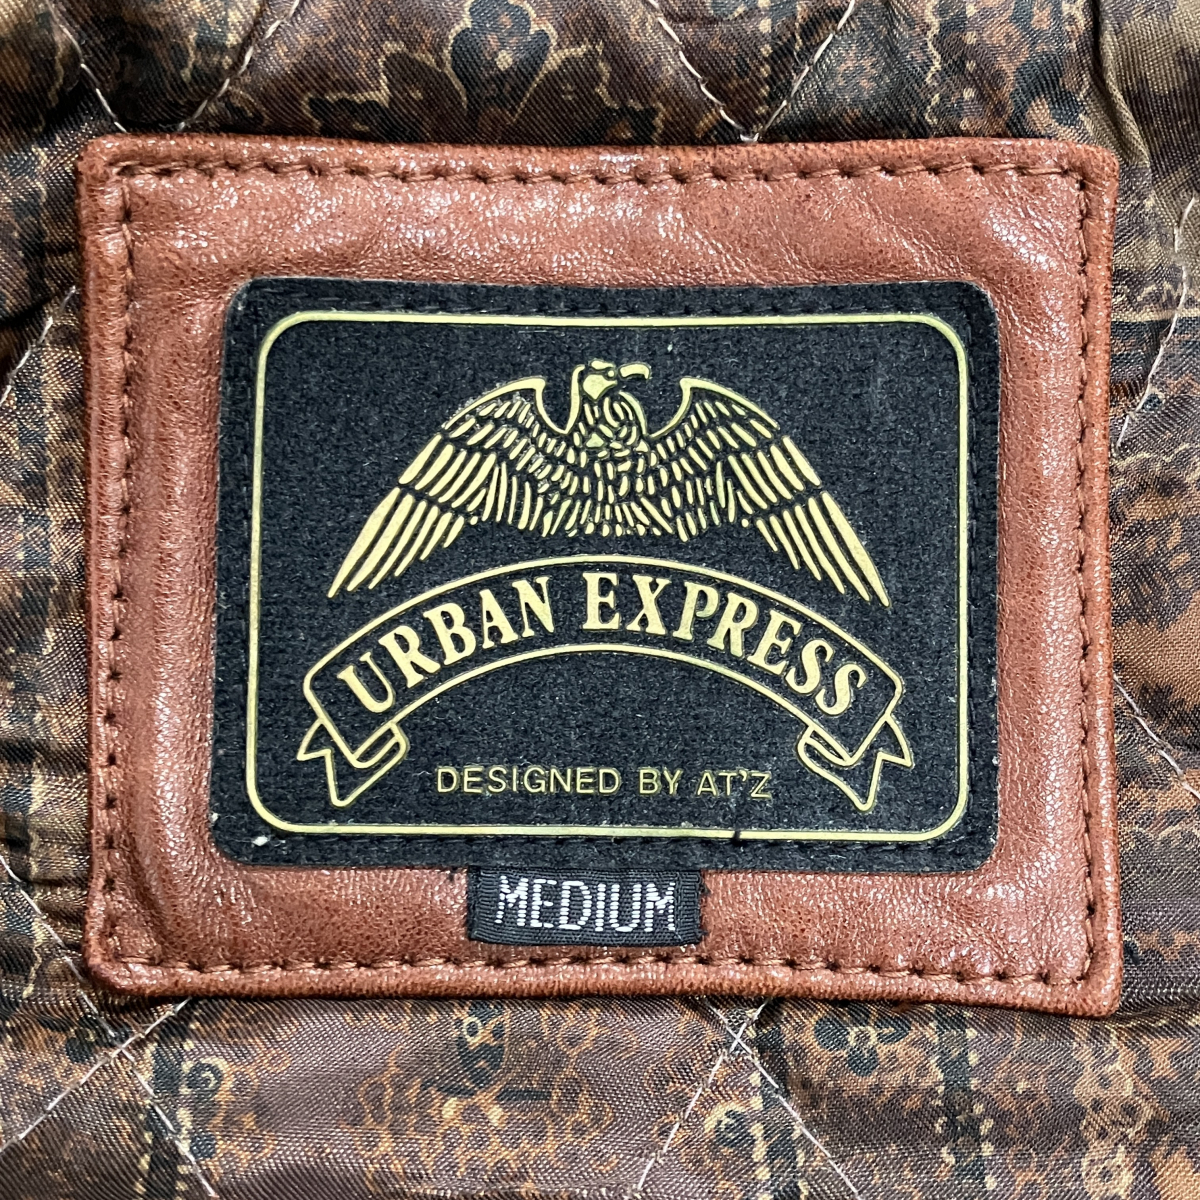 URBAN EXPRESS
DESIGNED BY AT'Z
MEDIUM